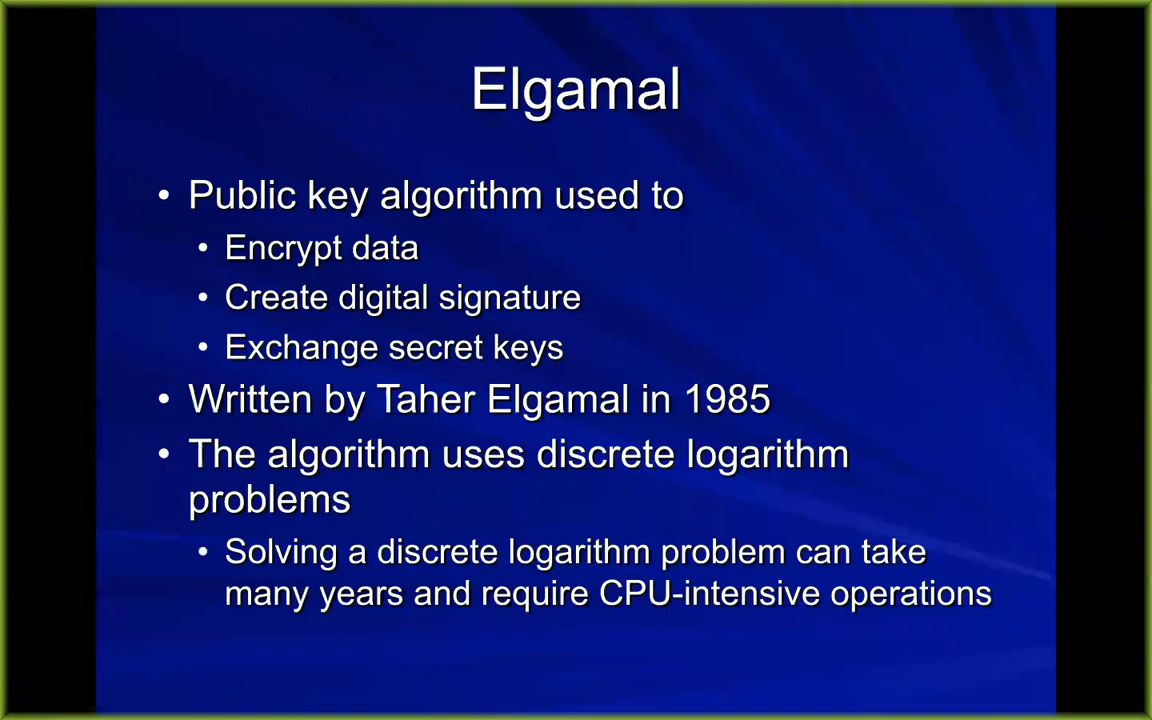 Elgamal
• Public key algorithm used to
• Encrypt data
• Create digital signature
• Exchange secret keys
• Written by Taher Elgamal in 1985
• The algorithm uses discrete logarithm
problems
• Solving a discrete logarithm problem can take
many years and require CPU-intensive operations